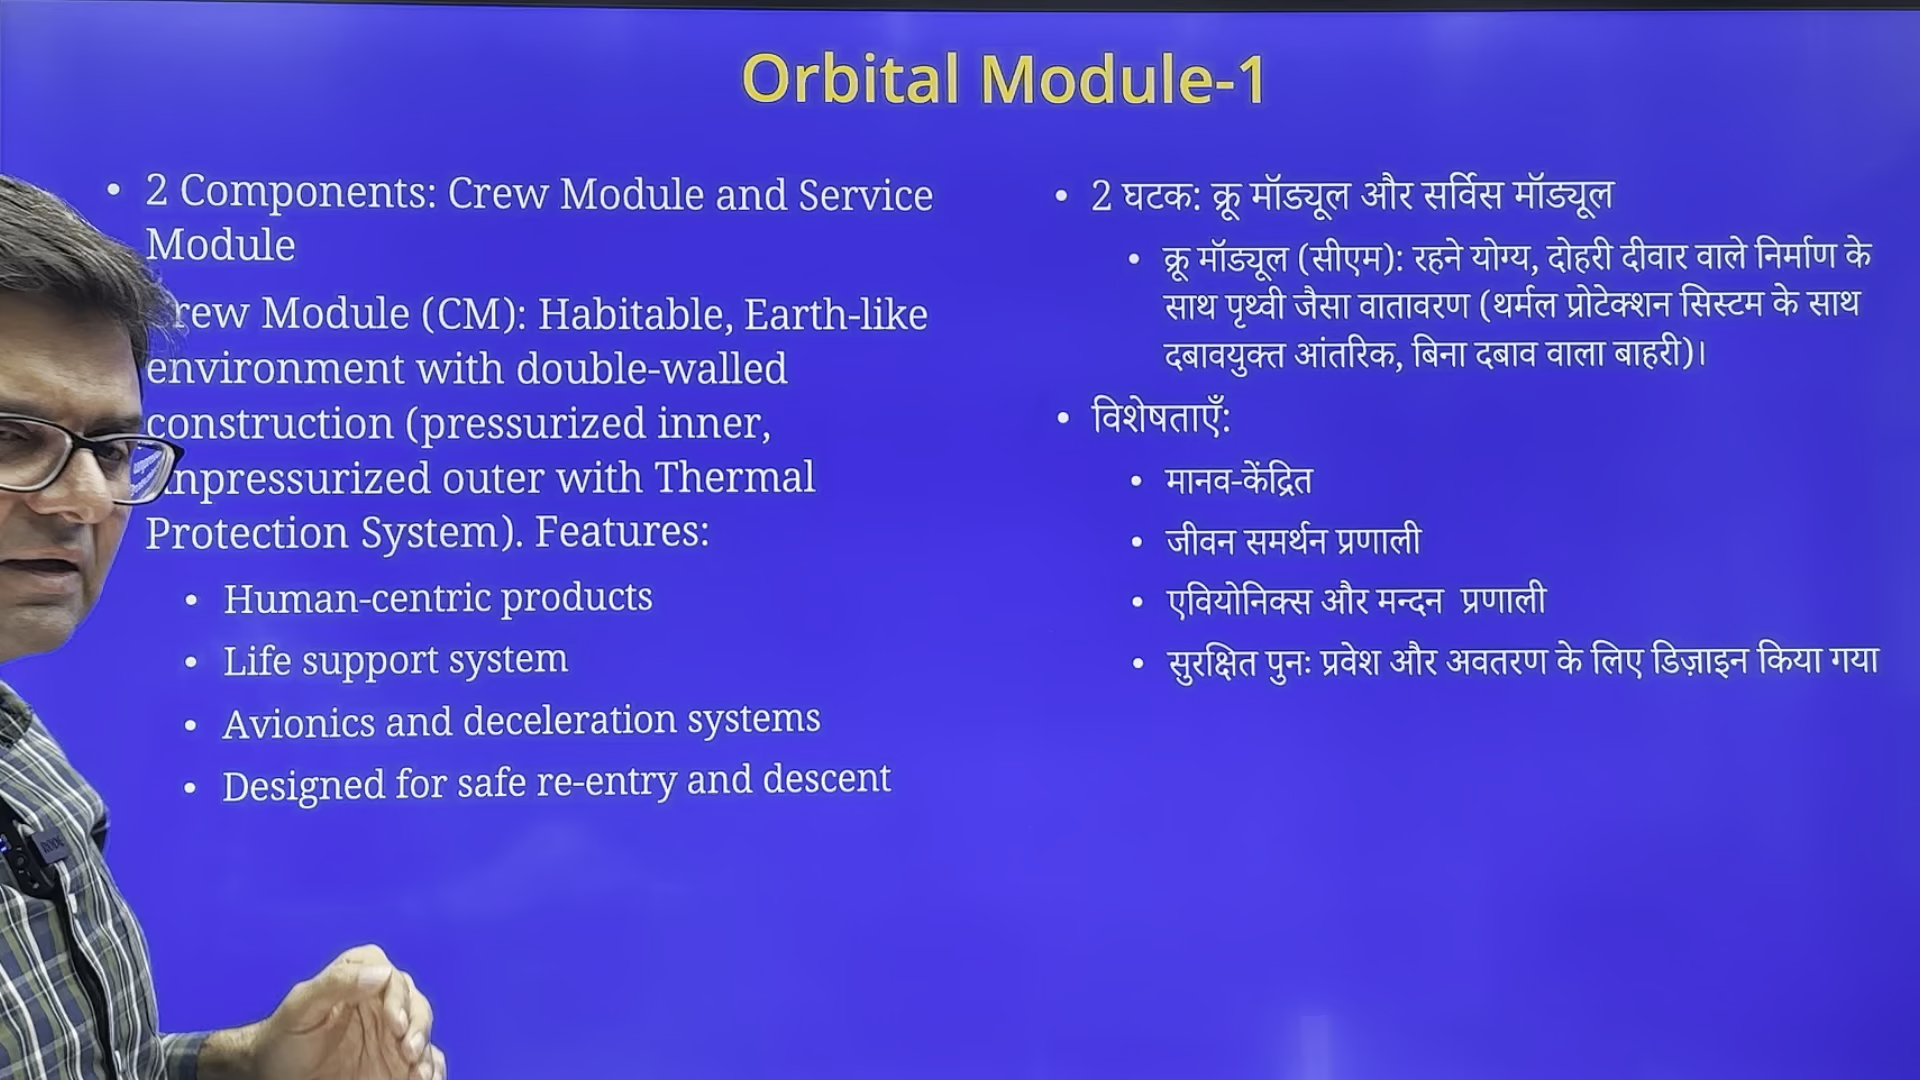 Orbital Module-1
• 2 Components: Crew Module and Service
Module
rew Module (CM): Habitable, Earth-like
environment with double-walled
construction (pressurized inner,
npressurized outer with Thermal
Protection System). Features:
• Human-centric products
• Life support system
• Avionics and deceleration systems
• Designed for safe re-entry and descent
• 2 घटक: क्रू मॉड्यूल और सर्विस मॉड्यूल
• क्रू मॉड्यूल (सीएम): रहने योग्य, दोहरी दीवार वाले निर्माण के
साथ पृथ्वी जैसा वातावरण (थर्मल प्रोटेक्शन सिस्टम के साथ
दबावयुक्त आंतरिक, बिना दबाव वाला बाहरी)।
• विशेषताएँ:
• मानव-केंद्रित
• जीवन समर्थन प्रणाली
• एवियोनिक्स और मन्दन प्रणाली
• सुरक्षित पुनः प्रवेश और अवतरण के लिए डिज़ाइन किया गया